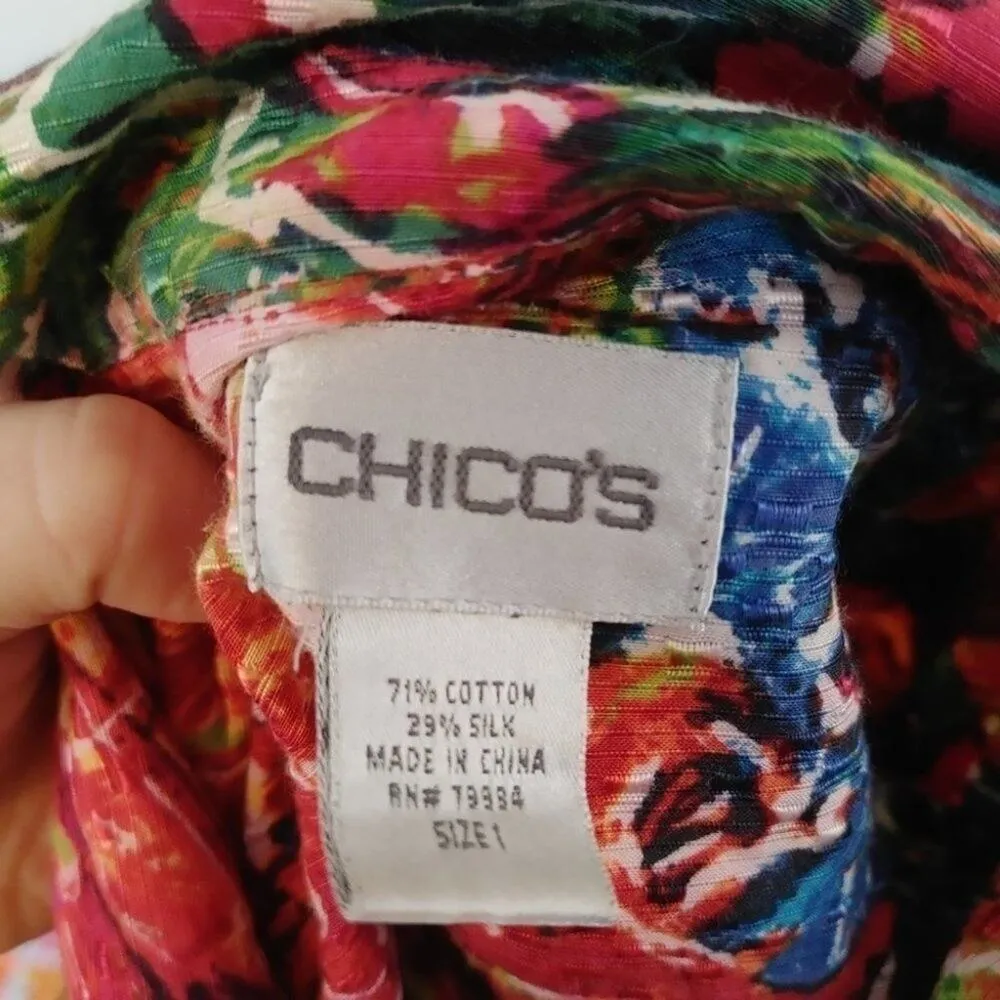 CHICO'S
71% COTTON
29% SILK
MADE IN CHINA
RN# 79984
SIZE 1